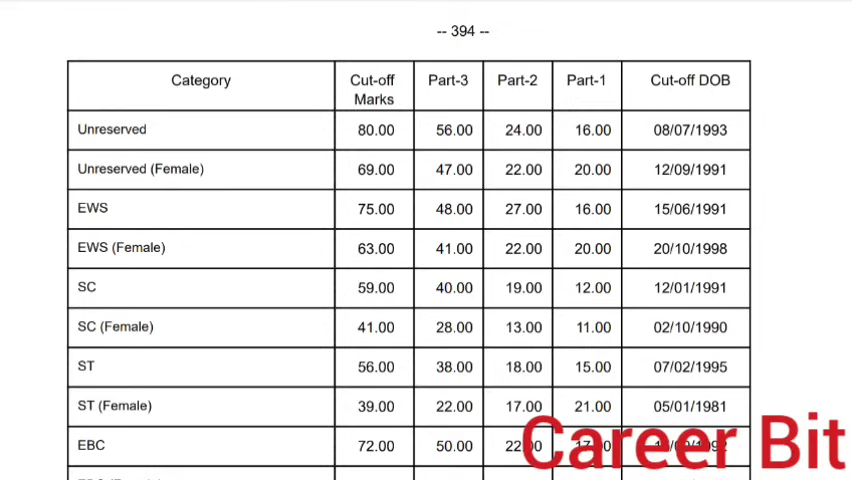 -- 394 --
Category Cut-off Marks Part-3 Part-2 Part-1 Cut-off DOB
Unreserved 80.00 56.00 24.00 16.00 08/07/1993
Unreserved (Female) 69.00 47.00 22.00 20.00 12/09/1991
EWS 75.00 48.00 27.00 16.00 15/06/1991
EWS (Female) 63.00 41.00 22.00 20.00 20/10/1998
SC 59.00 40.00 19.00 12.00 12/01/1991
SC (Female) 41.00 28.00 13.00 11.00 02/10/1990
ST 56.00 38.00 18.00 15.00 07/02/1995
ST (Female) 39.00 22.00 17.00 21.00 05/01/1981
EBC 72.00 50.00 22.00 17.00
Career Bit